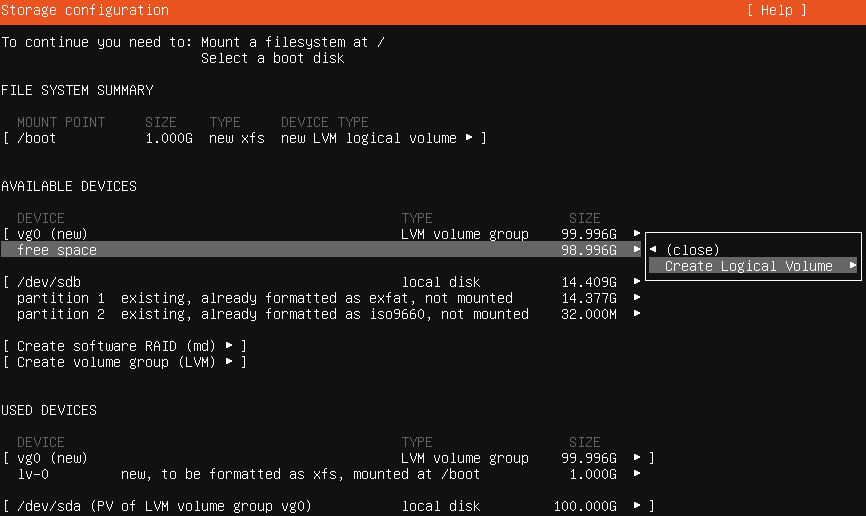 Storage configuration [ Help ]
To continue you need to: Mount a filesystem at /
Select a boot disk
FILE SYSTEM SUMMARY
MOUNT POINT SIZE TYPE DEVICE TYPE
[ /boot 1.000G new xfs new LVM logical volume ▸ ]
AVAILABLE DEVICES
DEVICE TYPE SIZE
[ vg0 (new) LVM volume group 99.996G ▸
free space 98.996G ▸ ◂ (close)
Create Logical Volume ▸
[ /dev/sdb local disk 14.409G ▸
partition 1 existing, already formatted as exfat, not mounted 14.377G ▸
partition 2 existing, already formatted as iso9660, not mounted 32.000M ▸
[ Create software RAID (md) ▸ ]
[ Create volume group (LVM) ▸ ]
USED DEVICES
DEVICE TYPE SIZE
[ vg0 (new) LVM volume group 99.996G ▸ ]
lv-0 new, to be formatted as xfs, mounted at /boot 1.000G ▸
[ /dev/sda (PV of LVM volume group vg0) local disk 100.000G ▸ ]